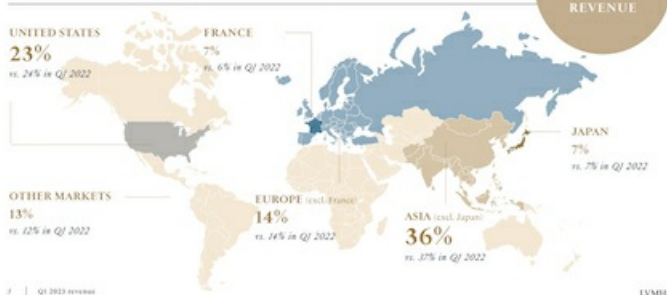 REVENUE
UNITED STATES
23%
vs. 24% in Q1 2022
FRANCE
7%
vs. 6% in Q1 2022
JAPAN
7%
vs. 7% in Q1 2022
OTHER MARKETS
13%
vs. 12% in Q1 2022
EUROPE (excl. France)
14%
vs. 14% in Q1 2022
ASIA (excl. Japan)
36%
vs. 37% in Q1 2022
| Q1 2023 revenue